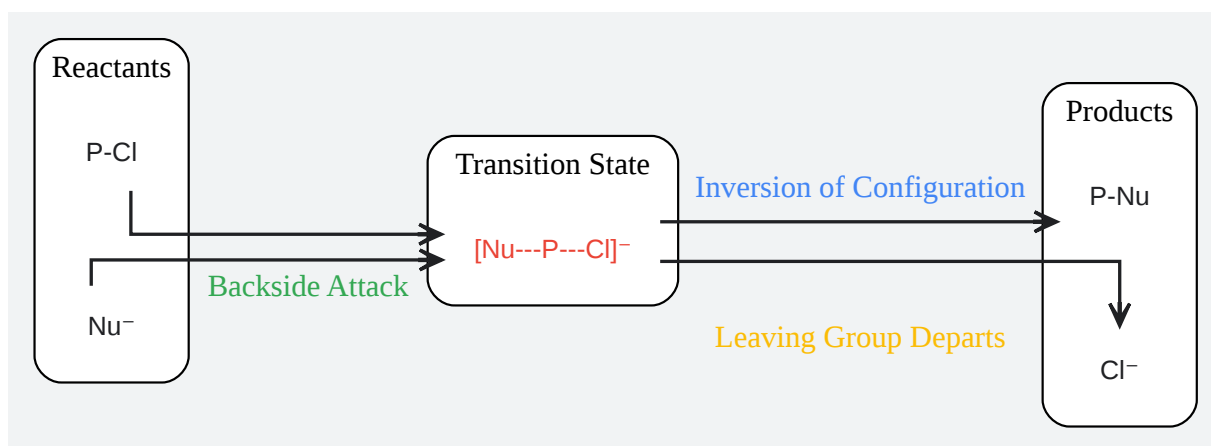 Reactants
P-Cl
Nu⁻
Backside Attack
Transition State
[Nu---P---Cl]⁻
Inversion of Configuration
Leaving Group Departs
Products
P-Nu
Cl⁻